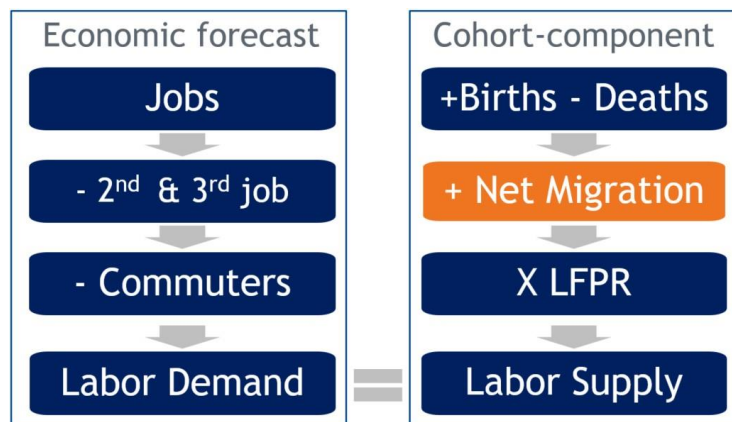 Economic forecast
Jobs
- 2nd & 3rd job
- Commuters
Labor Demand
=
Cohort-component
+Births - Deaths
+ Net Migration
X LFPR
Labor Supply